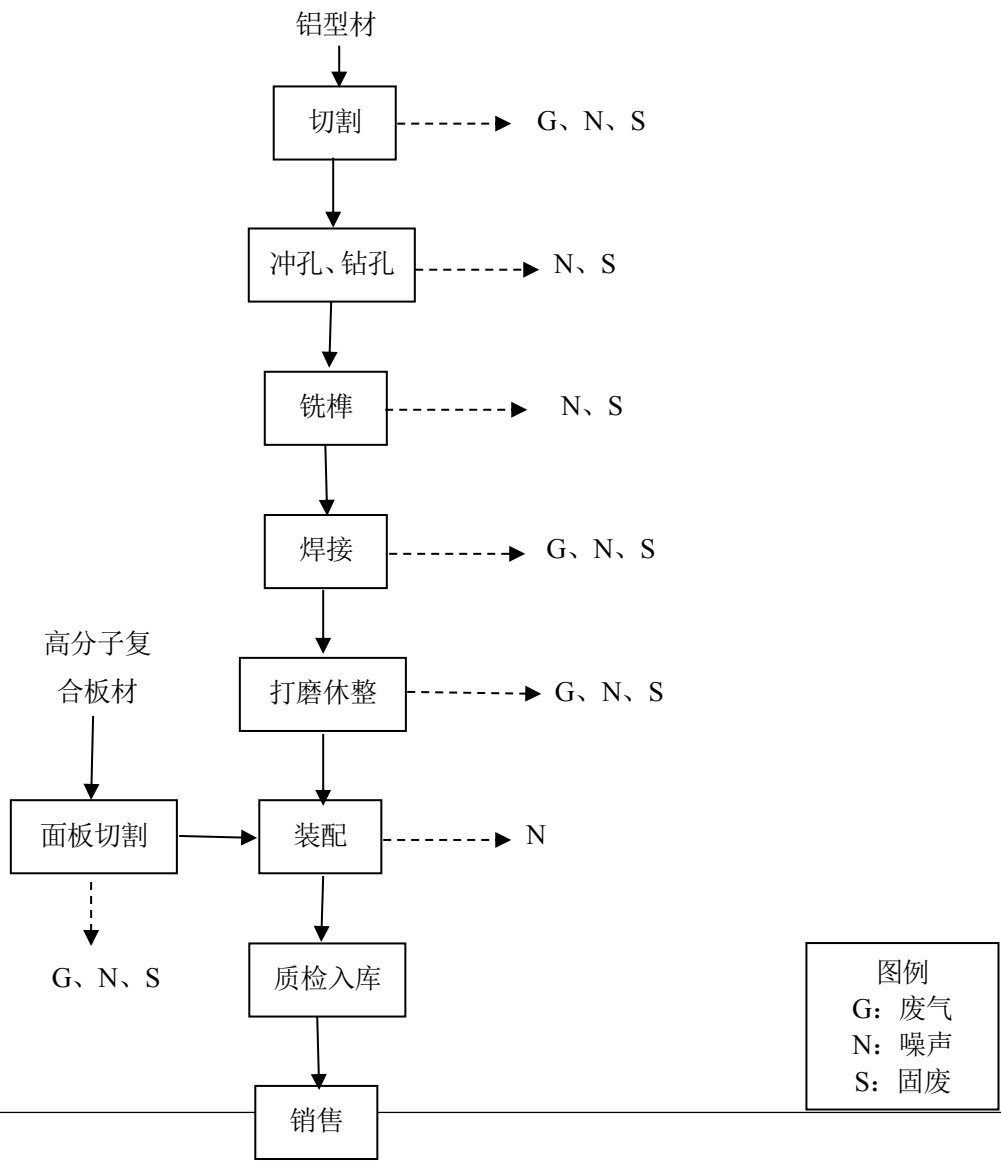 铝型材
切割
G、N、S
冲孔、钻孔
N、S
铣榫
N、S
焊接
G、N、S
高分子复
合板材
打磨休整
G、N、S
面板切割
装配
N
G、N、S
质检入库
销售
图例
G：废气
N：噪声
S：固废